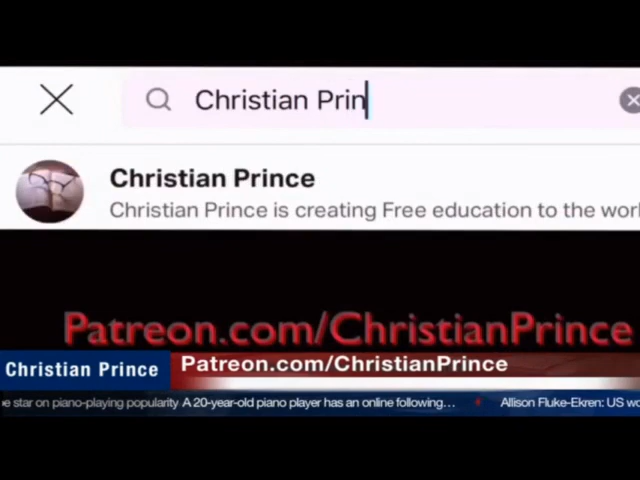 Christian Prin
Christian Prince
Christian Prince is creating Free education to the
Patreon.com/ChristianPrince
Christian Prince
Patreon.com/ChristianPrince
star on piano-playing popularity A 20-year-old piano player has an online following... Allison Fluke-Ekren: US